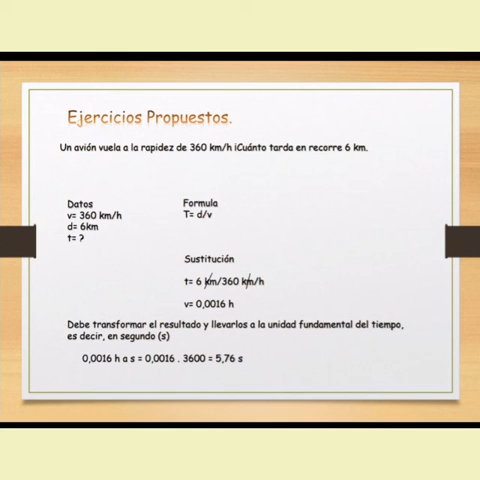 Ejercicios Propuestos.
Un avión vuela a la rapidez de 360 km/h ¡Cuánto tarda en recorre 6 km.
Datos
v= 360 km/h
d= 6km
t= ?
Formula
T= d/v
Sustitución
t= 6 km/360 km/h
v= 0,0016 h
Debe transformar el resultado y llevarlos a la unidad fundamental del tiempo,
es decir, en segundo (s)
0,0016 h a s = 0,0016 . 3600 = 5,76 s